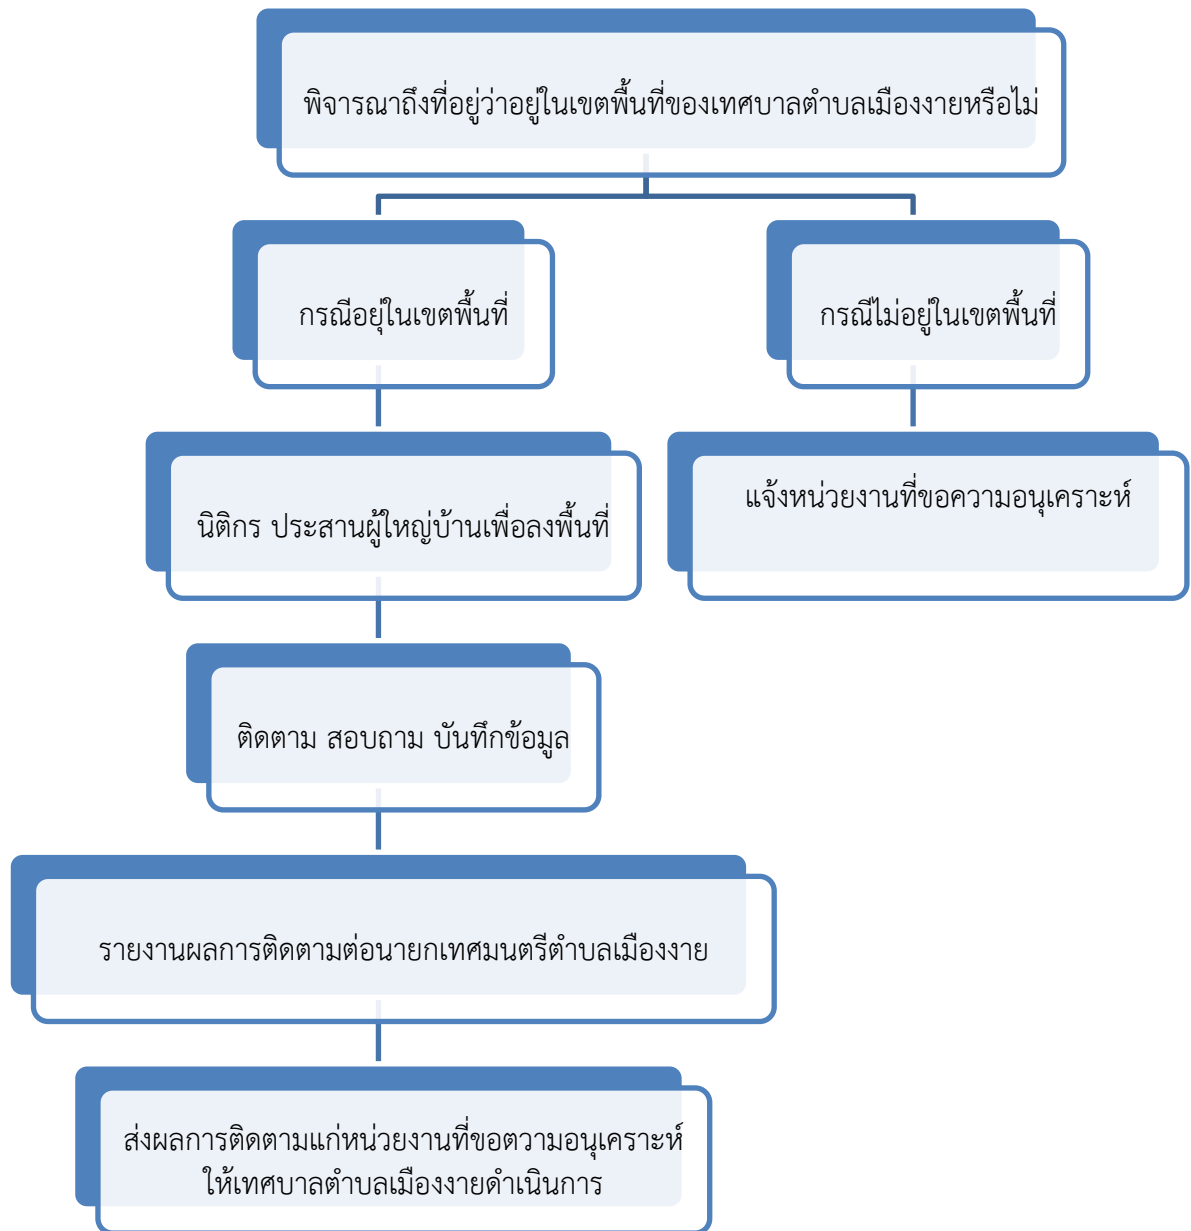 พิจารณาถึงที่อยู่ว่าอยู่ในเขตพื้นที่ของเทศบาลตำบลเมืองงายหรือไม่
กรณีอยุ่ในเขตพื้นที่
กรณีไม่อยู่ในเขตพื้นที่
นิติกร ประสานผู้ใหญ่บ้านเพื่อลงพื้นที่
แจ้งหน่วยงานที่ขอความอนุเคราะห์
ติดตาม สอบถาม บันทึกข้อมูล
รายงานผลการติดตามต่อนายกเทศมนตรีตำบลเมืองงาย
ส่งผลการติดตามแก่หน่วยงานที่ขอตวามอนุเคราะห์
ให้เทศบาลตำบลเมืองงายดำเนินการ